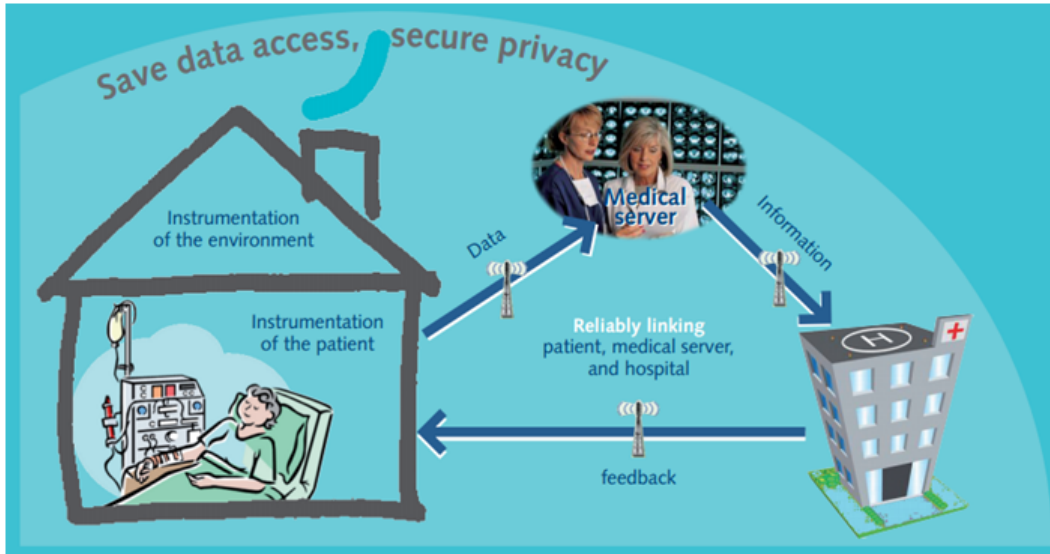 Save data access, secure privacy
Instrumentation
of the environment
Instrumentation
of the patient
Data
Medical
server
Information
Reliably linking
patient, medical server,
and hospital
feedback
H